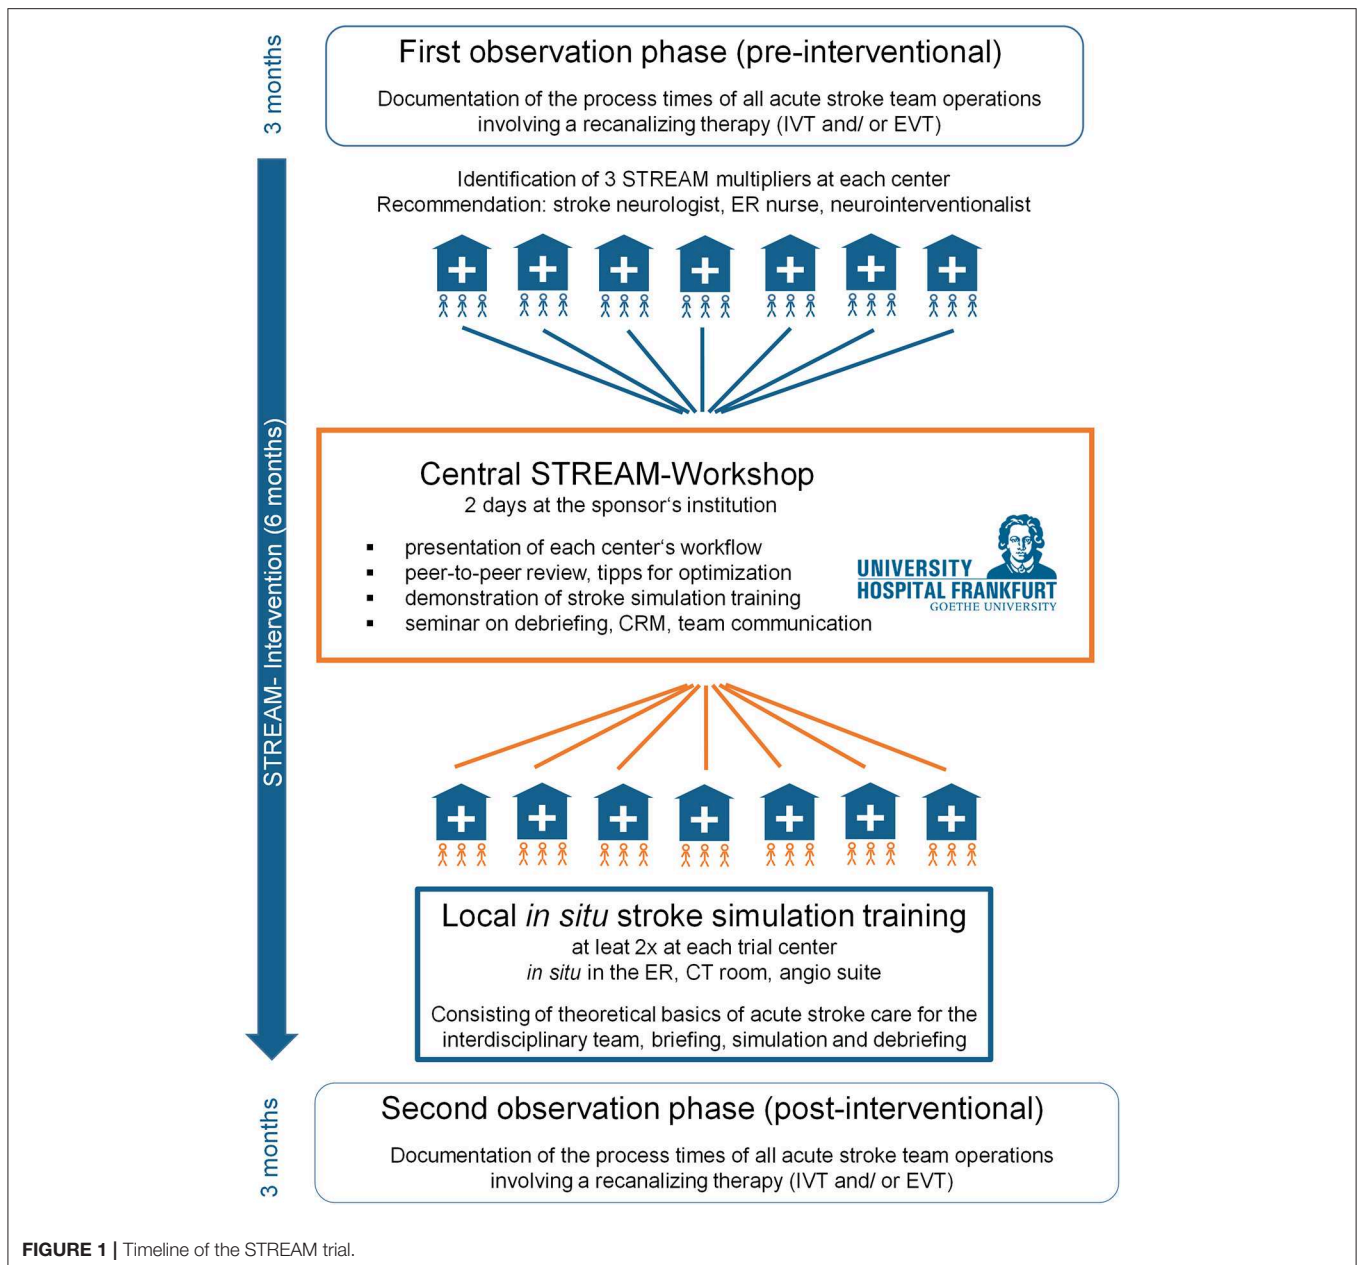 3 months
First observation phase (pre-interventional)
Documentation of the process times of all acute stroke team operations
involving a recanalizing therapy (IVT and/ or EVT)
STREAM- Intervention (6 months)
Identification of 3 STREAM multipliers at each center
Recommendation: stroke neurologist, ER nurse, neurointerventionalist
Central STREAM-Workshop
2 days at the sponsor‘s institution
▪ presentation of each center‘s workflow
▪ peer-to-peer review, tipps for optimization
▪ demonstration of stroke simulation training
▪ seminar on debriefing, CRM, team communication
UNIVERSITY
HOSPITAL FRANKFURT
GOETHE UNIVERSITY
Local in situ stroke simulation training
at leat 2x at each trial center
in situ in the ER, CT room, angio suite
Consisting of theoretical basics of acute stroke care for the
interdisciplinary team, briefing, simulation and debriefing
3 months
Second observation phase (post-interventional)
Documentation of the process times of all acute stroke team operations
involving a recanalizing therapy (IVT and/ or EVT)
FIGURE 1 | Timeline of the STREAM trial.